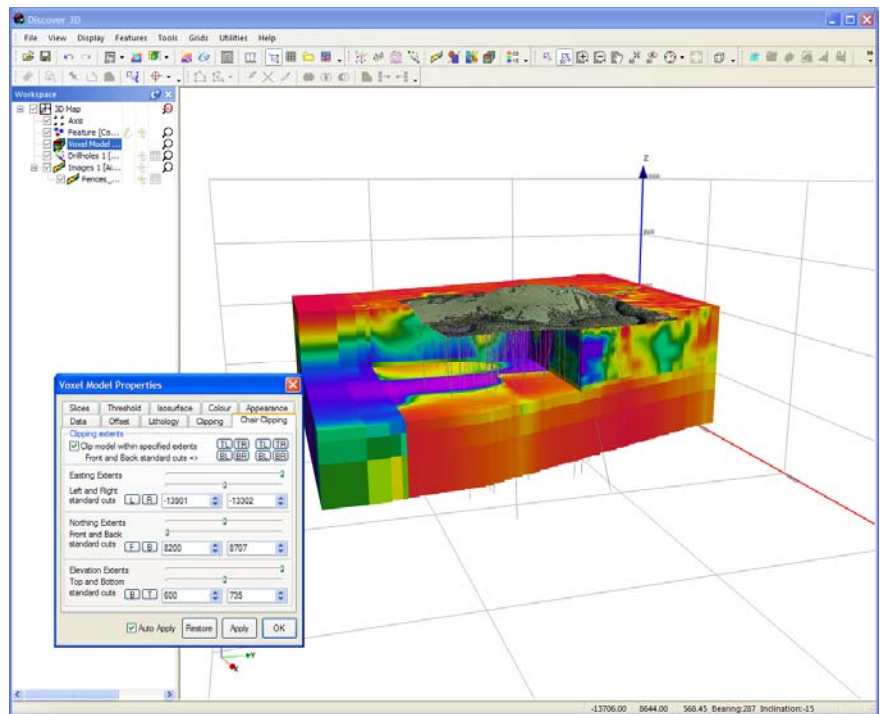 Discover 3D
File View Display Features Tools Grids Utilities Help
Workspace
3D Map
Axis
Feature [Co...
Voxel Model ...
Drillholes 1 [...
Images 1 [Ai...
Fences_...
Z
Voxel Model Properties
Slices Threshold Isosurface Colour Appearance
Data Offset Lithology Clipping Chair Clipping
Clipping extents
Clip model within specified extents TL TR TL TR
Front and Back standard cuts => BL BR BL BR
Easting Extents
Left and Right
standard cuts L R -13901 -13302
Northing Extents
Front and Back
standard cuts F B 8200 8707
Elevation Extents
Top and Bottom
standard cuts B T 600 735
Auto Apply Restore Apply OK
Y
X
-13706.00 8644.00 568.45 Bearing:287 Inclination:-15